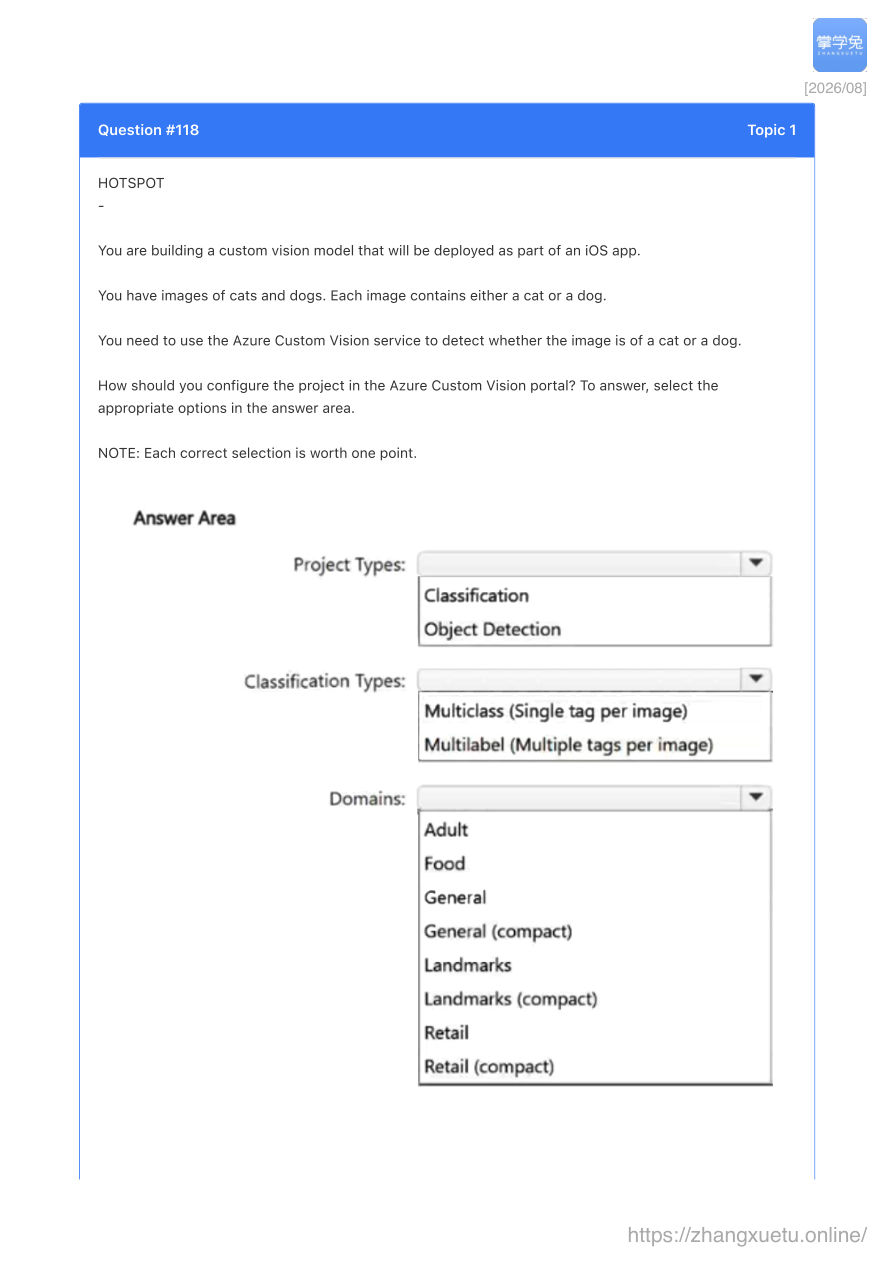 掌学兔
ZHANGXUETU
[2026/08]
Question #118 Topic 1
HOTSPOT
-
You are building a custom vision model that will be deployed as part of an iOS app.
You have images of cats and dogs. Each image contains either a cat or a dog.
You need to use the Azure Custom Vision service to detect whether the image is of a cat or a dog.
How should you configure the project in the Azure Custom Vision portal? To answer, select the
appropriate options in the answer area.
NOTE: Each correct selection is worth one point.
Answer Area
Project Types:
Classification
Object Detection
Classification Types:
Multiclass (Single tag per image)
Multilabel (Multiple tags per image)
Domains:
Adult
Food
General
General (compact)
Landmarks
Landmarks (compact)
Retail
Retail (compact)
https://zhangxuetu.online/